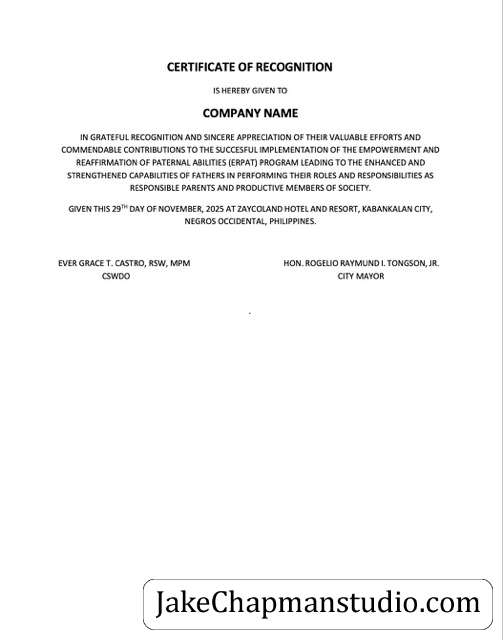 CERTIFICATE OF RECOGNITION
IS HEREBY GIVEN TO
COMPANY NAME
IN GRATEFUL RECOGNITION AND SINCERE APPRECIATION OF THEIR VALUABLE EFFORTS AND
COMMENDABLE CONTRIBUTIONS TO THE SUCCESFUL IMPLEMENTATION OF THE EMPOWERMENT AND
REAFFIRMATION OF PATERNAL ABILITIES (ERPAT) PROGRAM LEADING TO THE ENHANCED AND
STRENGTHENED CAPABILITIES OF FATHERS IN PERFORMING THEIR ROLES AND RESPONSIBILITIES AS
RESPONSIBLE PARENTS AND PRODUCTIVE MEMBERS OF SOCIETY.
GIVEN THIS 29TH DAY OF NOVEMBER, 2025 AT ZAYCOLAND HOTEL AND RESORT, KABANKALAN CITY,
NEGROS OCCIDENTAL, PHILIPPINES.
EVER GRACE T. CASTRO, RSW, MPM
CSWDO
HON. ROGELIO RAYMUND I. TONGSON, JR.
CITY MAYOR
.
JakeChapmanstudio.com